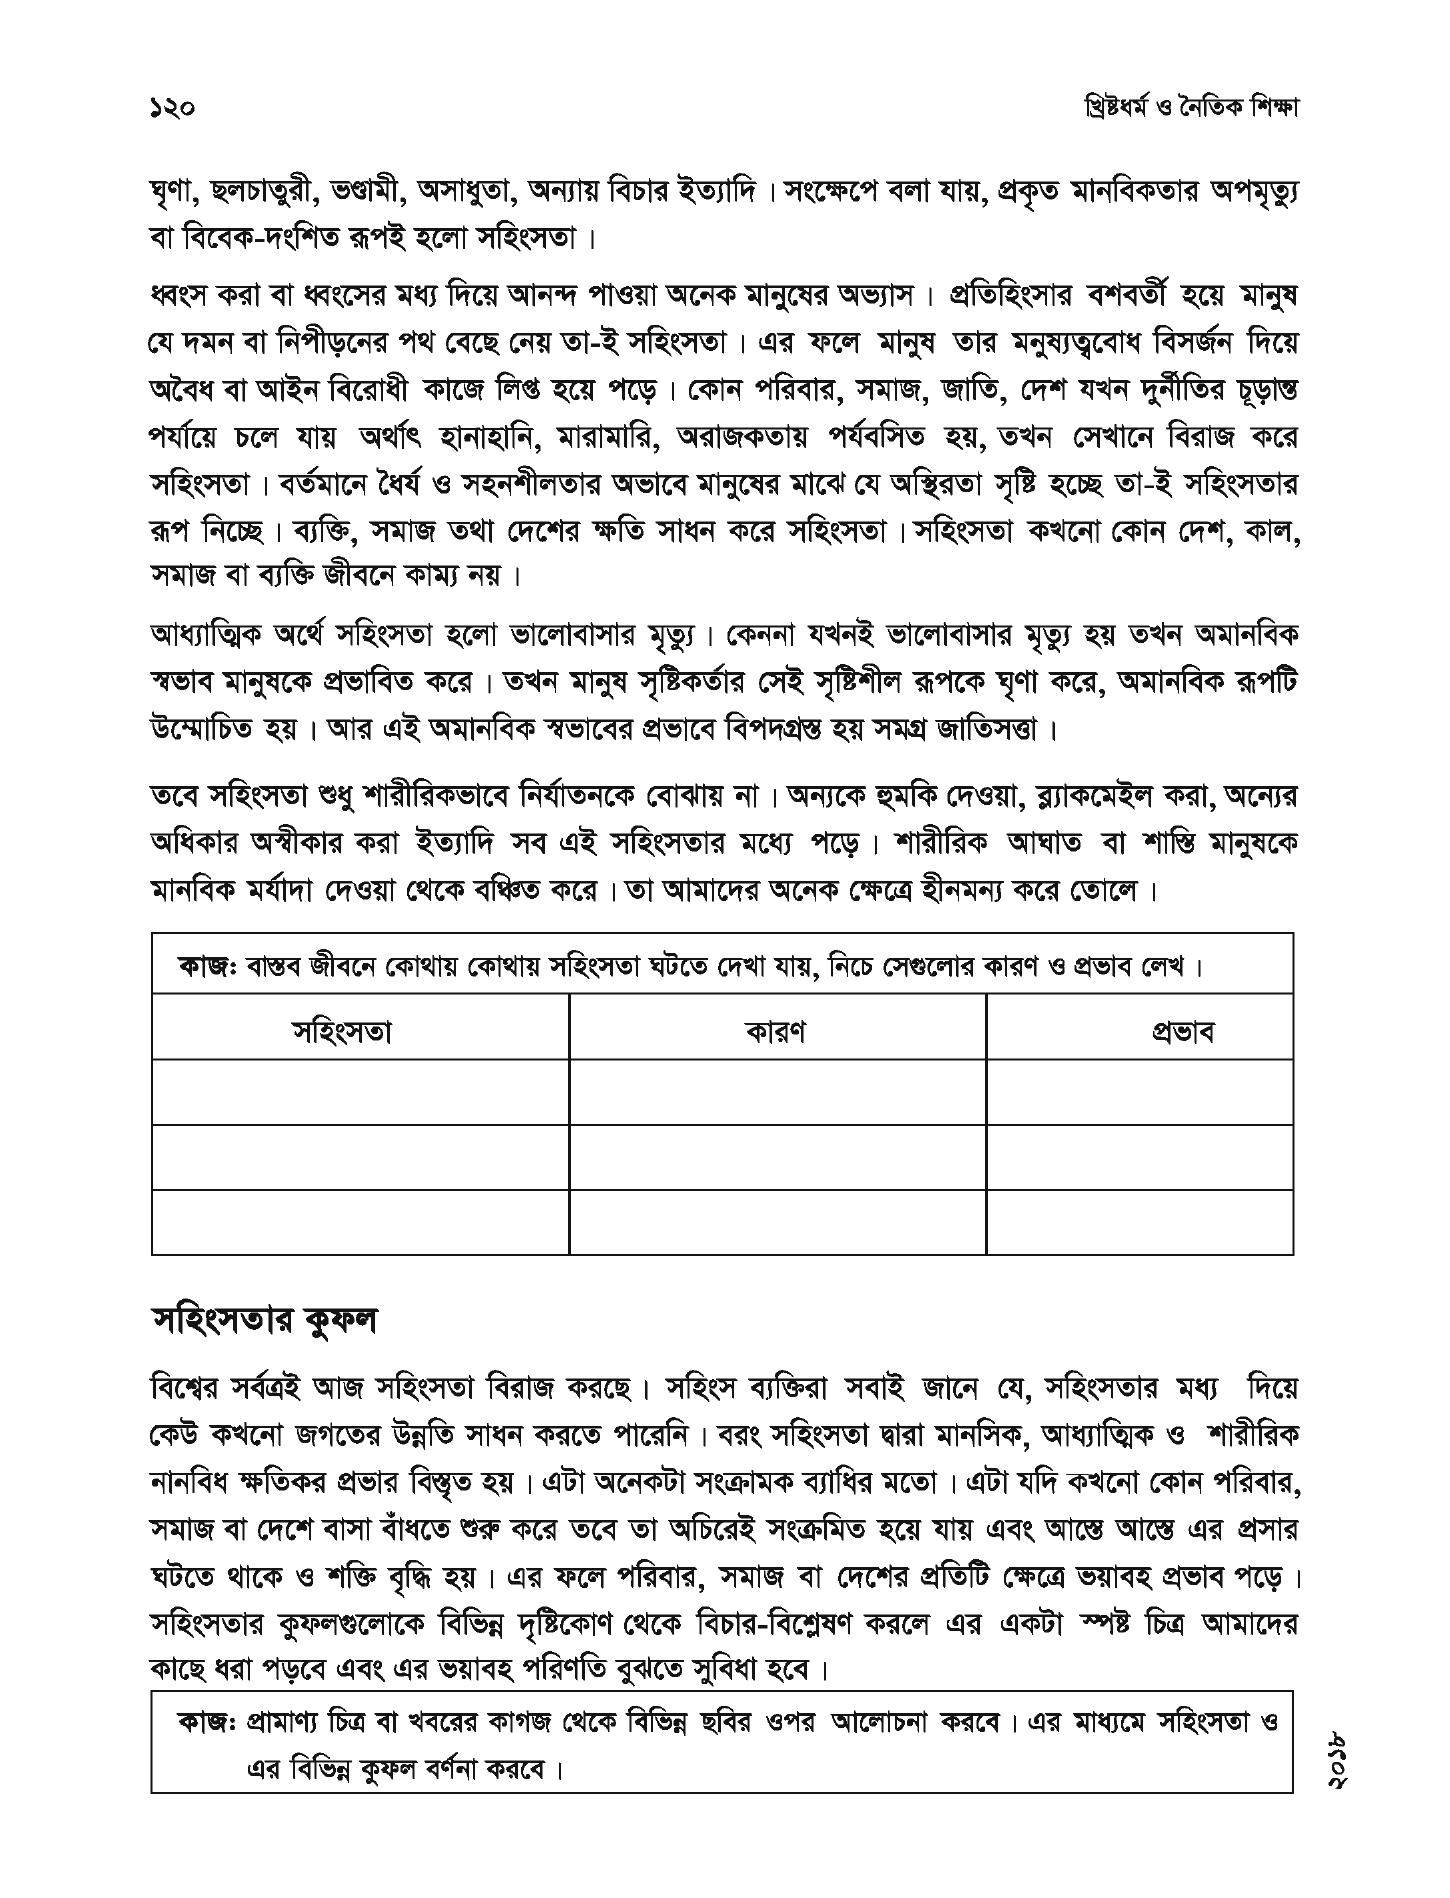 ১২০
খ্রিষ্টধর্ম ও নৈতিক শিক্ষা
ঘৃণা, ছলচাতুরী, ভণ্ডামী, অসাধুতা, অন্যায় বিচার ইত্যাদি। সংক্ষেপে বলা যায়, প্রকৃত মানবিকতার অপমৃত্যু
বা বিবেক-দংশিত রূপই হলো সহিংসতা।
ধ্বংস করা বা ধ্বংসের মধ্য দিয়ে আনন্দ পাওয়া অনেক মানুষের অভ্যাস। প্রতিহিংসার বশবর্তী হয়ে মানুষ
যে দমন বা নিপীড়নের পথ বেছে নেয় তা-ই সহিংসতা। এর ফলে মানুষ তার মনুষ্যত্ববোধ বিসর্জন দিয়ে
অবৈধ বা আইন বিরোধী কাজে লিপ্ত হয়ে পড়ে। কোন পরিবার, সমাজ, জাতি, দেশ যখন দুর্নীতির চূড়ান্ত
পর্যায়ে চলে যায় অর্থাৎ হানাহানি, মারামারি, অরাজকতায় পর্যবসিত হয়, তখন সেখানে বিরাজ করে
সহিংসতা। বর্তমানে ধৈর্য ও সহনশীলতার অভাবে মানুষের মাঝে যে অস্থিরতা সৃষ্টি হচ্ছে তা-ই সহিংসতার
রূপ নিচ্ছে। ব্যক্তি, সমাজ তথা দেশের ক্ষতি সাধন করে সহিংসতা। সহিংসতা কখনো কোন দেশ, কাল,
সমাজ বা ব্যক্তি জীবনে কাম্য নয়।
আধ্যাত্মিক অর্থে সহিংসতা হলো ভালোবাসার মৃত্যু। কেননা যখনই ভালোবাসার মৃত্যু হয় তখন অমানবিক
স্বভাব মানুষকে প্রভাবিত করে। তখন মানুষ সৃষ্টিকর্তার সেই সৃষ্টিশীল রূপকে ঘৃণা করে, অমানবিক রূপটি
উম্মোচিত হয়। আর এই অমানবিক স্বভাবের প্রভাবে বিপদগ্রস্ত হয় সমগ্র জাতিসত্তা।
তবে সহিংসতা শুধু শারীরিকভাবে নির্যাতনকে বোঝায় না। অন্যকে হুমকি দেওয়া, ব্ল্যাকমেইল করা, অন্যের
অধিকার অস্বীকার করা ইত্যাদি সব এই সহিংসতার মধ্যে পড়ে। শারীরিক আঘাত বা শাস্তি মানুষকে
মানবিক মর্যাদা দেওয়া থেকে বঞ্চিত করে। তা আমাদের অনেক ক্ষেত্রে হীনমন্য করে তোলে।
কাজ: বাস্তব জীবনে কোথায় কোথায় সহিংসতা ঘটতে দেখা যায়, নিচে সেগুলোর কারণ ও প্রভাব লেখ।
সহিংসতা কারণ প্রভাব
সহিংসতার কুফল
বিশ্বের সর্বত্রই আজ সহিংসতা বিরাজ করছে। সহিংস ব্যক্তিরা সবাই জানে যে, সহিংসতার মধ্য দিয়ে
কেউ কখনো জগতের উন্নতি সাধন করতে পারেনি। বরং সহিংসতা দ্বারা মানসিক, আধ্যাত্মিক ও শারীরিক
নানবিধ ক্ষতিকর প্রভার বিস্তৃত হয়। এটা অনেকটা সংক্রামক ব্যাধির মতো। এটা যদি কখনো কোন পরিবার,
সমাজ বা দেশে বাসা বাঁধতে শুরু করে তবে তা অচিরেই সংক্রমিত হয়ে যায় এবং আস্তে আস্তে এর প্রসার
ঘটতে থাকে ও শক্তি বৃদ্ধি হয়। এর ফলে পরিবার, সমাজ বা দেশের প্রতিটি ক্ষেত্রে ভয়াবহ প্রভাব পড়ে।
সহিংসতার কুফলগুলোকে বিভিন্ন দৃষ্টিকোণ থেকে বিচার-বিশ্লেষণ করলে এর একটা স্পষ্ট চিত্র আমাদের
কাছে ধরা পড়বে এবং এর ভয়াবহ পরিণতি বুঝতে সুবিধা হবে।
কাজ: প্রামাণ্য চিত্র বা খবরের কাগজ থেকে বিভিন্ন ছবির ওপর আলোচনা করবে। এর মাধ্যমে সহিংসতা ও
এর বিভিন্ন কুফল বর্ণনা করবে।
২০১৮